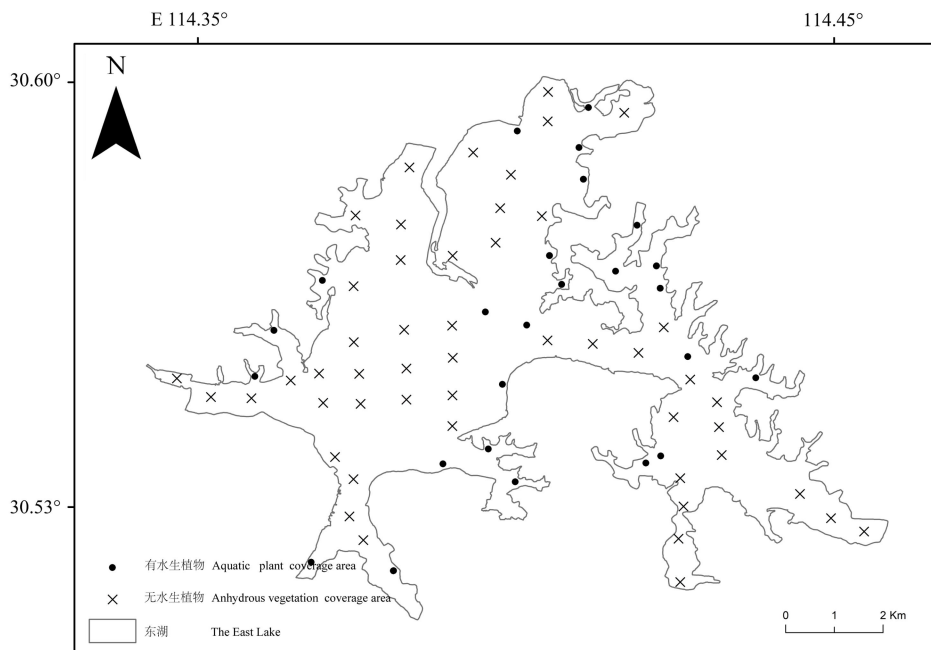 E 114.35° 114.45°
30.60°
N
30.53°
有水生植物 Aquatic plant coverage area
无水生植物 Anhydrous vegetation coverage area
东湖 The East Lake
0 1 2 Km